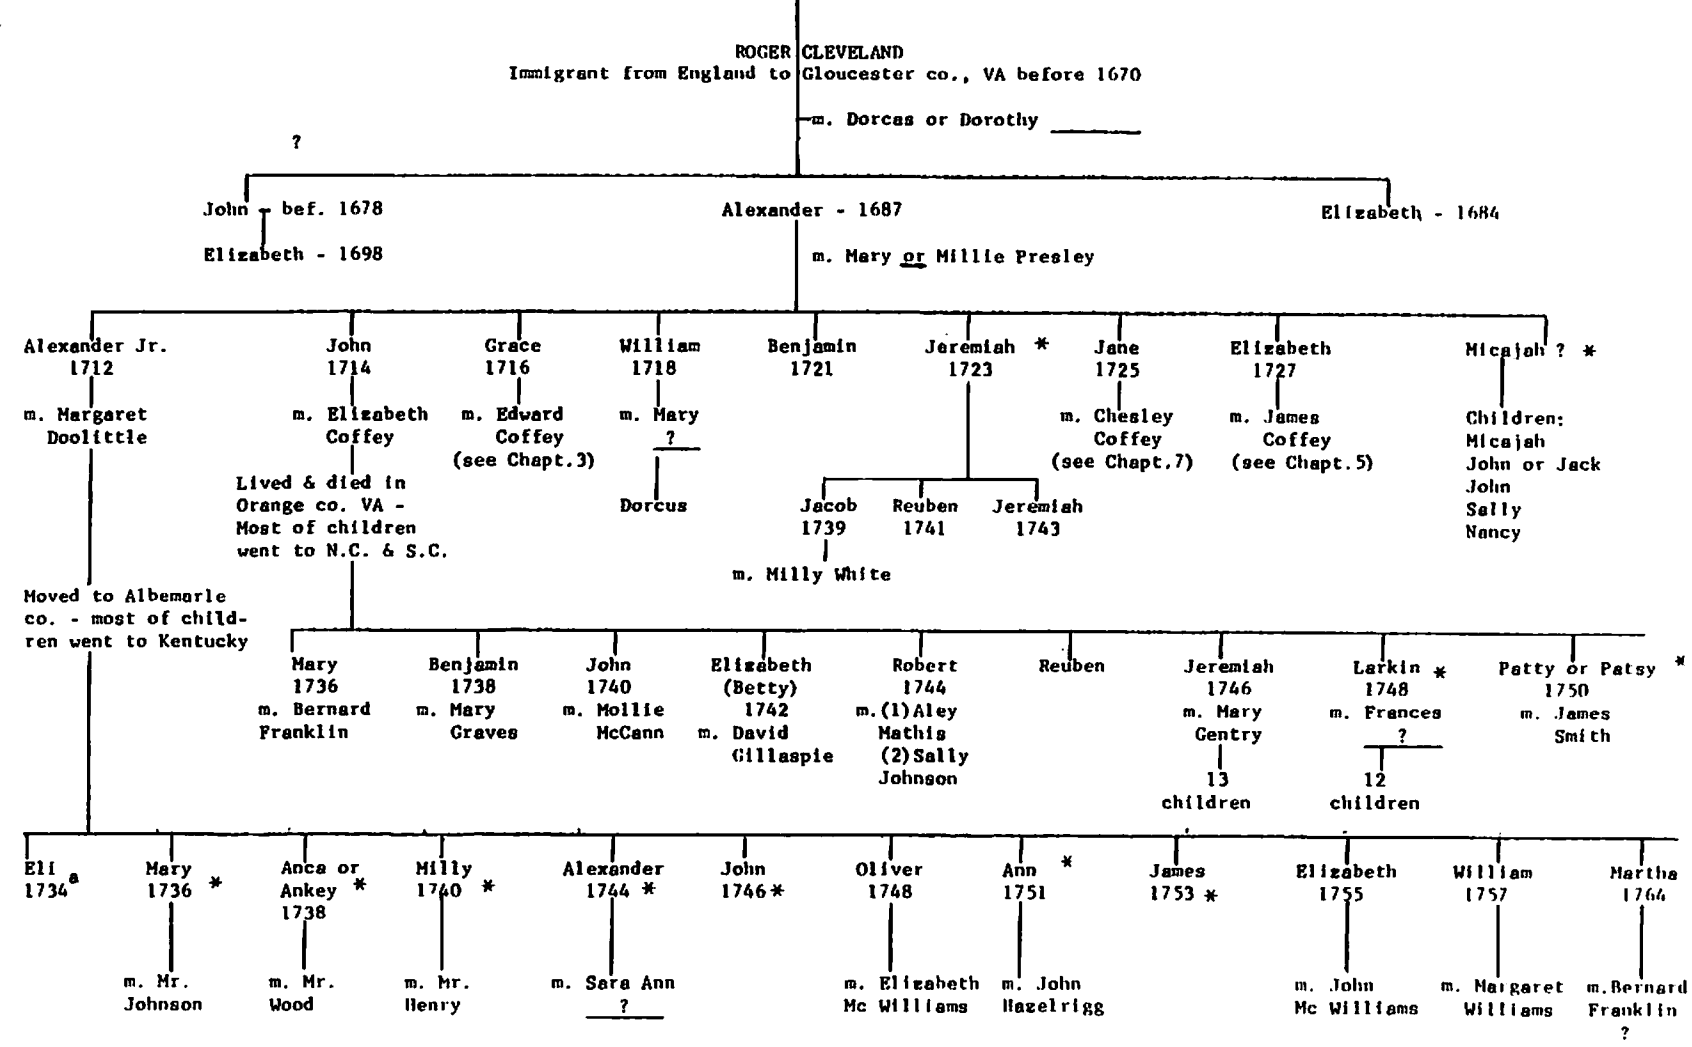 ROGER CLEVELAND
Immigrant from England to Gloucester co., VA before 1670
m. Dorcas or Dorothy
?
John - bef. 1678
Elizabeth - 1698
Alexander - 1687
m. Mary or Millie Presley
Elizabeth - 1684
Alexander Jr.
1712
m. Margaret
Doolittle
Moved to Albemarle
co. - most of child-
ren went to Kentucky
John
1714
m. Elizabeth
Coffey
Lived & died in
Orange co. VA -
Most of children
went to N.C. & S.C.
Grace
1716
m. Edward
Coffey
(see Chapt.3)
William
1718
m. Mary
?
Dorcus
Benjamin
1721
Jeremiah *
1723
Jacob
1739
m. Milly White
Reuben
1741
Jeremiah
1743
Jane
1725
m. Chesley
Coffey
(see Chapt.7)
Elizabeth
1727
m. James
Coffey
(see Chapt.5)
Micajah ? *
Children:
Micajah
John or Jack
John
Sally
Nancy
Mary
1736
m. Bernard
Franklin
Benjamin
1738
m. Mary
Graves
John
1740
m. Mollie
McCann
Elizabeth
(Betty)
1742
m. David
Gillaspie
Robert
1744
m.(1)Aley
Mathis
(2)Sally
Johnson
Reuben
Jeremiah
1746
m. Mary
Gentry
13
children
Larkin *
1748
m. Frances
?
12
children
Patty or Patsy *
1750
m. James
Smith
Eli
1734 a
Mary
1736 *
m. Mr.
Johnson
Anca or
Ankey *
1738
m. Mr.
Wood
Milly
1740 *
m. Mr.
Henry
Alexander
1744 *
m. Sara Ann
?
John
1746 *
Oliver
1748
m. Elizabeth
Mc Williams
Ann *
1751
m. John
Hazelrigg
James
1753 *
Elizabeth
1755
m. John
Mc Williams
William
1757
m. Margaret
Williams
Martha
1764
m.Bernard
Franklin
?